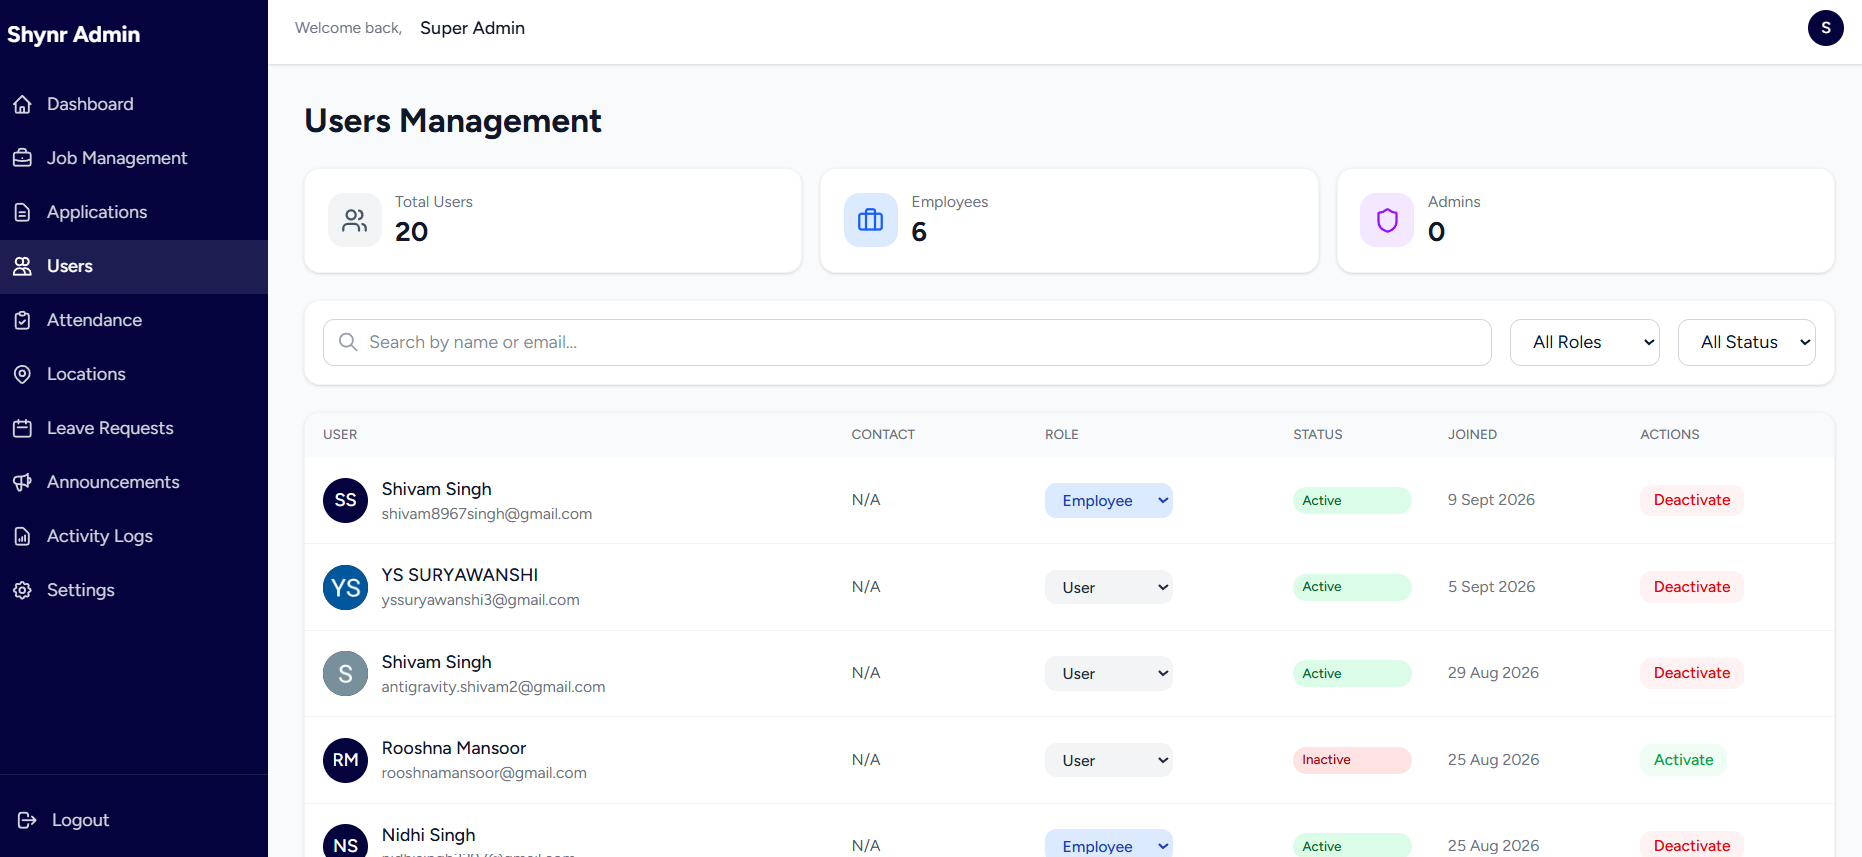 Shynr Admin
Welcome back, Super Admin
S
Dashboard
Job Management
Applications
Users
Attendance
Locations
Leave Requests
Announcements
Activity Logs
Settings
Logout
Users Management
Total Users
20
Employees
6
Admins
0
Search by name or email...
All Roles
All Status
USER CONTACT ROLE STATUS JOINED ACTIONS
SS
Shivam Singh
shivam8967singh@gmail.com
N/A Employee Active 9 Sept 2026 Deactivate
YS
YS SURYAWANSHI
yssuryawanshi3@gmail.com
N/A User Active 5 Sept 2026 Deactivate
S
Shivam Singh
antigravity.shivam2@gmail.com
N/A User Active 29 Aug 2026 Deactivate
RM
Rooshna Mansoor
rooshnamansoor@gmail.com
N/A User Inactive 25 Aug 2026 Activate
NS
Nidhi Singh
N/A Employee Active 25 Aug 2026 Deactivate